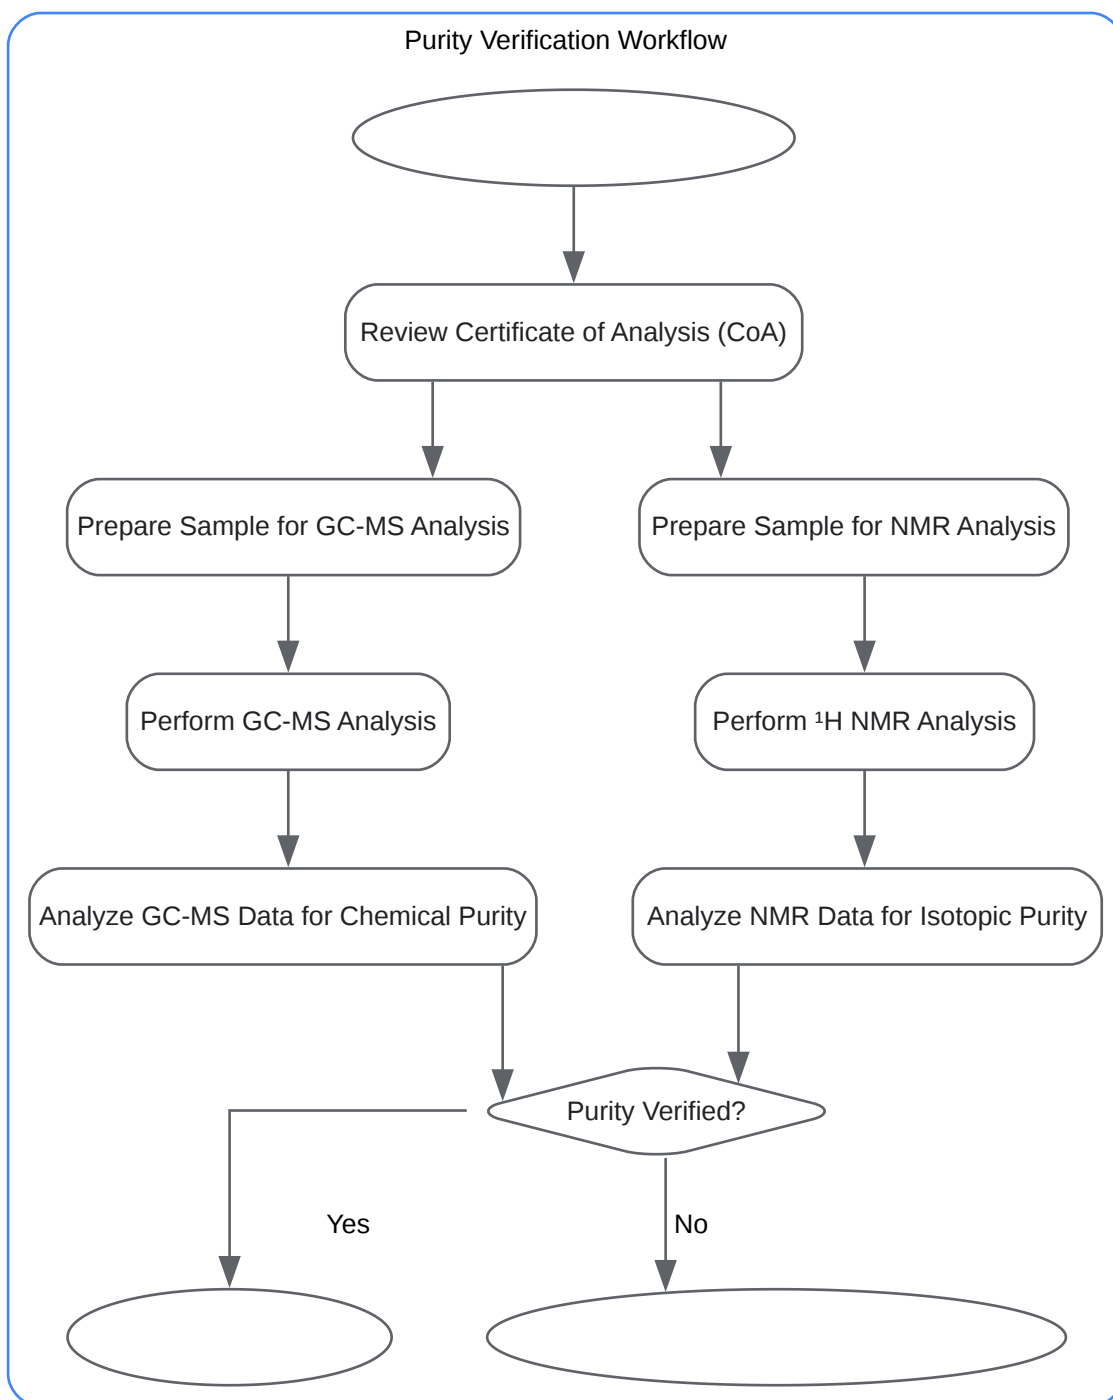 Purity Verification Workflow
Review Certificate of Analysis (CoA)
Prepare Sample for GC-MS Analysis
Prepare Sample for NMR Analysis
Perform GC-MS Analysis
Perform ¹H NMR Analysis
Analyze GC-MS Data for Chemical Purity
Analyze NMR Data for Isotopic Purity
Purity Verified?
Yes
No